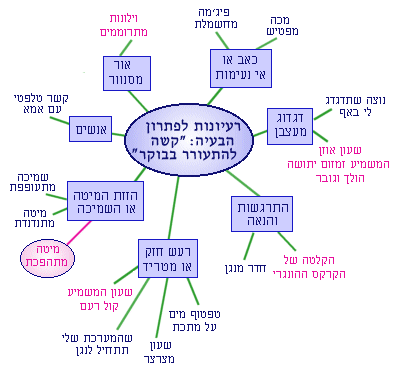 רעיונות לפתרון
הבעיה: "קשה
להתעורר בבוקר"
כאב או
אי נעימות
פיג'מה
מחשמלת
מכה
מפטיש
דגדוג
מעצבן
נוצה שתדגדג
לי באף
שעון אוזן
המשמיע זמזום יתושה
הולך וגובר
התרגשות
והנאה
הקלטה של
הקרקס ההונגרי
חדר מנגן
רעש חזק
או מטריד
טפטוף מים
על מתכת
שעון
מצרצר
שהמערכת שלי
תתחיל לנגן
שעון המשמיע
קול רעם
הזזת המיטה
או השמיכה
שמיכה
מתעופפת
מיטה
מתנדנדת
מיטה
מתהפכת
אנשים
קשר טלפתי
עם אמא
אור
מסנוור
וילונות
מתרוממים